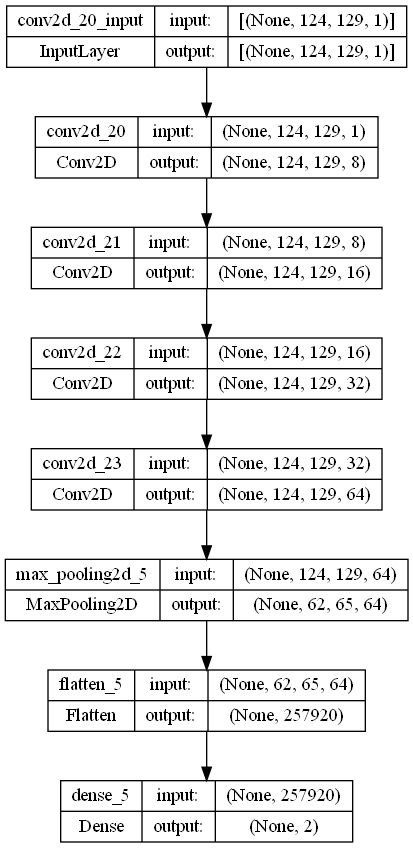 conv2d_20_input input: [(None, 124, 129, 1)]
InputLayer output: [(None, 124, 129, 1)]
conv2d_20 input: (None, 124, 129, 1)
Conv2D output: (None, 124, 129, 8)
conv2d_21 input: (None, 124, 129, 8)
Conv2D output: (None, 124, 129, 16)
conv2d_22 input: (None, 124, 129, 16)
Conv2D output: (None, 124, 129, 32)
conv2d_23 input: (None, 124, 129, 32)
Conv2D output: (None, 124, 129, 64)
max_pooling2d_5 input: (None, 124, 129, 64)
MaxPooling2D output: (None, 62, 65, 64)
flatten_5 input: (None, 62, 65, 64)
Flatten output: (None, 257920)
dense_5 input: (None, 257920)
Dense output: (None, 2)